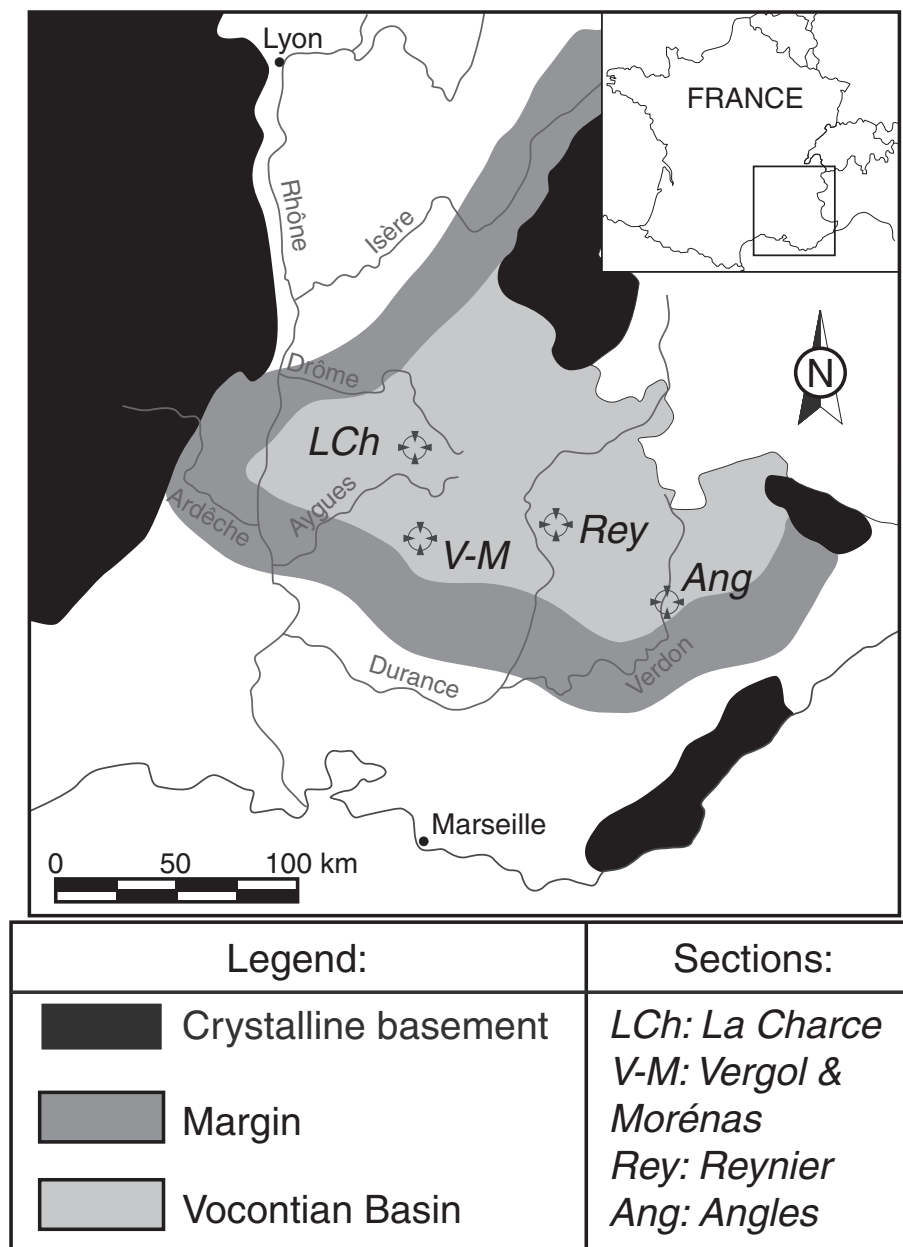 Lyon
FRANCE
Rhône
Isère
N
Drôme
LCh
Aygues
Ardêche
Rey
V-M
Ang
Durance
Verdon
Marseille
0 50 100 km
Legend:
Crystalline basement
Margin
Vocontian Basin
Sections:
LCh: La Charce
V-M: Vergol &
Morénas
Rey: Reynier
Ang: Angles